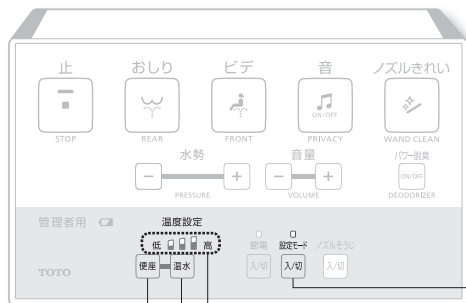 止 おしり ビデ 音 ノズルきれい
ON/OFF
STOP REAR FRONT PRIVACY WAND CLEAN
水勢 音量 パワー脱臭
− + − + ON/OFF
PRESSURE VOLUME DEODORIZER
管理者用 温度設定
低 高 節電 設定モード ノズルそうじ
便座 温水 入/切 入/切 入/切
TOTO